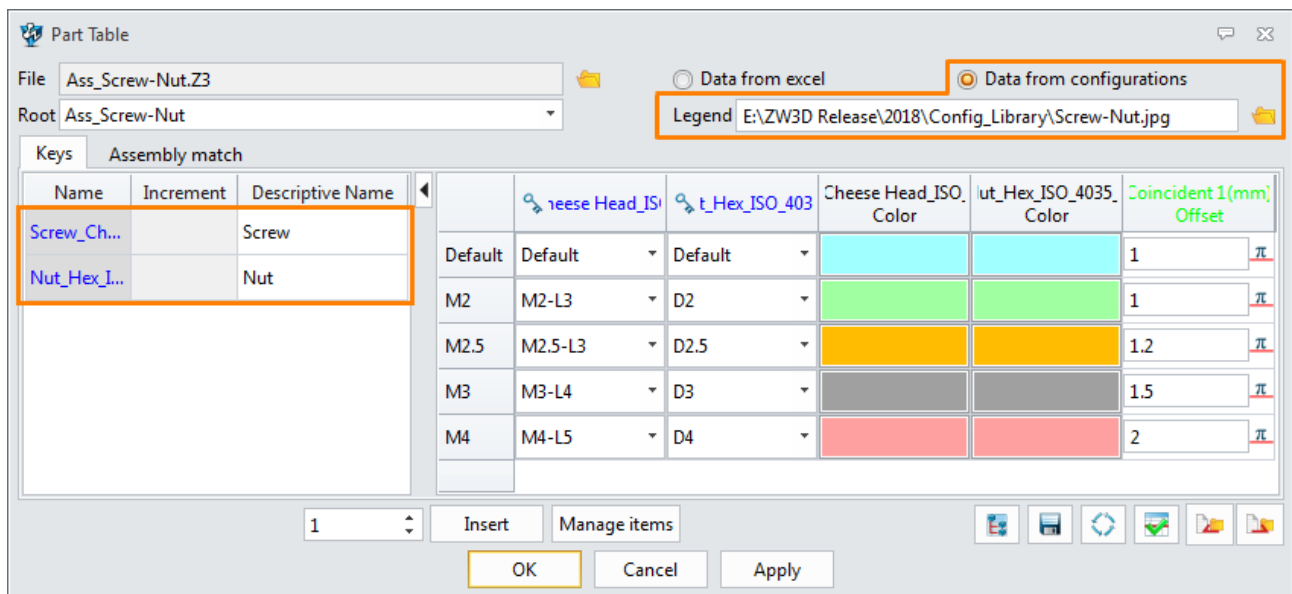 Part Table
File Ass_Screw-Nut.Z3 Data from excel Data from configurations
Root Ass_Screw-Nut Legend E:\ZW3D Release\2018\Config_Library\Screw-Nut.jpg
Keys Assembly match
Name Increment Descriptive Name
Screw_Ch... Screw
Nut_Hex_I... Nut
heese Head_IS t_Hex_ISO_403 Cheese Head_ISO_ Color ut_Hex_ISO_4035_ Color Coincident 1(mm) Offset
Default Default Default 1 π
M2 M2-L3 D2 1 π
M2.5 M2.5-L3 D2.5 1.2 π
M3 M3-L4 D3 1.5 π
M4 M4-L5 D4 2 π
1 Insert Manage items
OK Cancel Apply